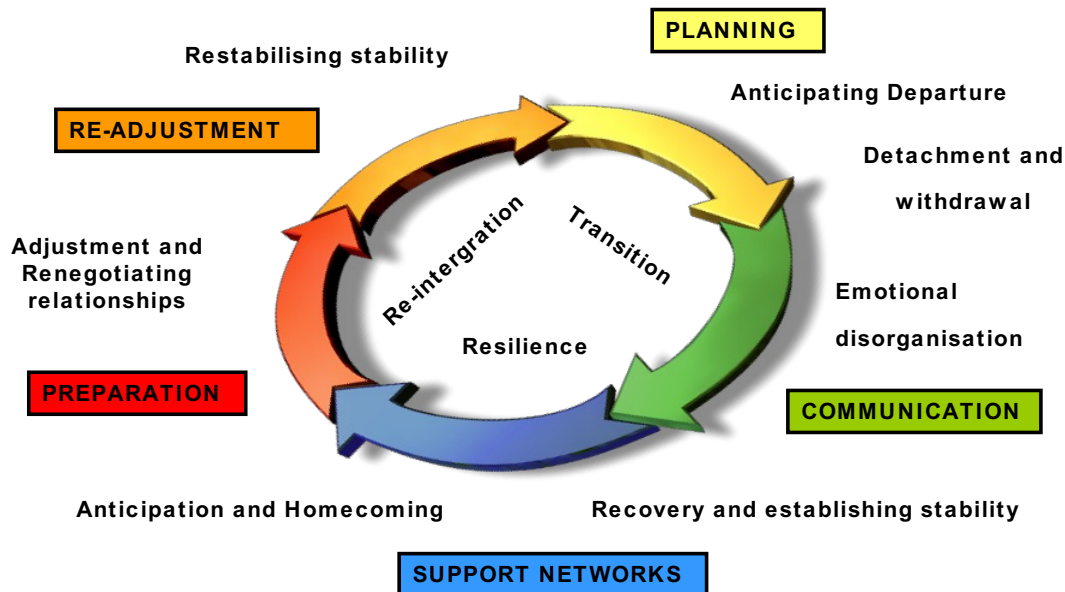 PLANNING
Restabilising stability
Anticipating Departure
RE-ADJUSTMENT
Detachment and
withdrawal
Re-intergration
Transition
Adjustment and
Renegotiating
relationships
Emotional
disorganisation
Resilience
PREPARATION
COMMUNICATION
Anticipation and Homecoming
Recovery and establishing stability
SUPPORT NETWORKS